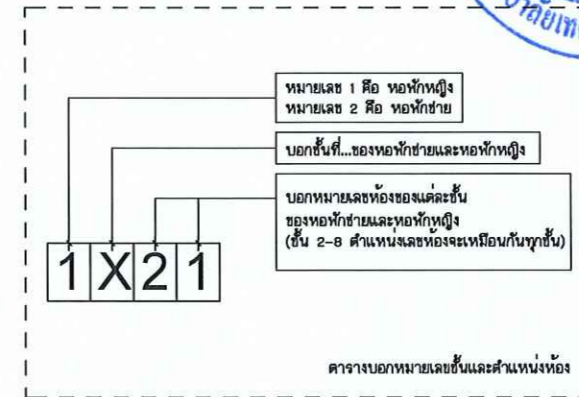 หมายเลข 1 คือ หอพักหญิง
หมายเลข 2 คือ หอพักชาย
บอกชั้นที่...ของหอพักชายและหอพักหญิง
บอกหมายเลขห้องของแต่ละชั้น
ของหอพักชายและหอพักหญิง
(ชั้น 2-8 ตำแหน่งเลขห้องจะเหมือนกันทุกชั้น)
1 X 2 1
ตารางบอกหมายเลขชั้นและตำแหน่งห้อง